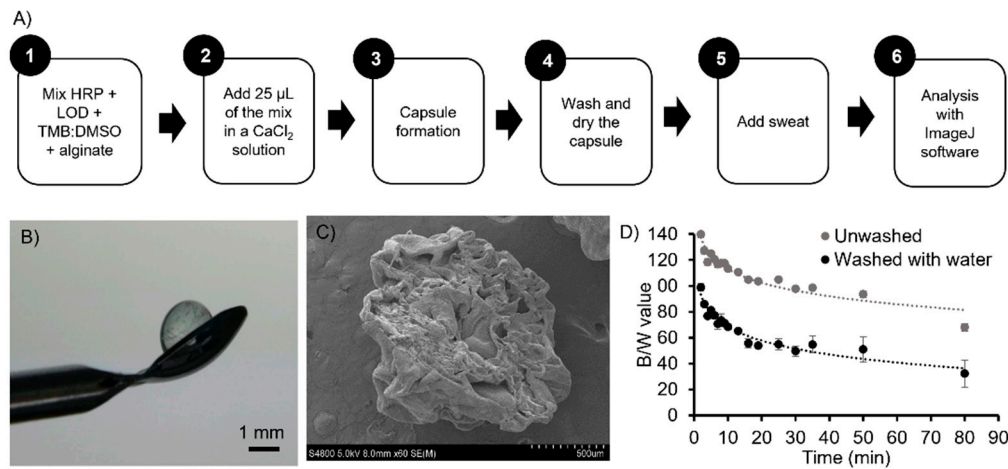 A)
1
Mix HRP +
LOD +
TMB:DMSO
+ alginate
2
Add 25 µL
of the mix
in a CaCl₂
solution
3
Capsule
formation
4
Wash and
dry the
capsule
5
Add sweat
6
Analysis
with
ImageJ
software
B)
1 mm
C)
S4800 5.0kV 8.0mm x60 SE(M)
500um
D)
Unwashed
Washed with water
B/W value
140
120
00
80
60
40
20
0
0 10 20 30 40 50 60 70 80 90
Time (min)